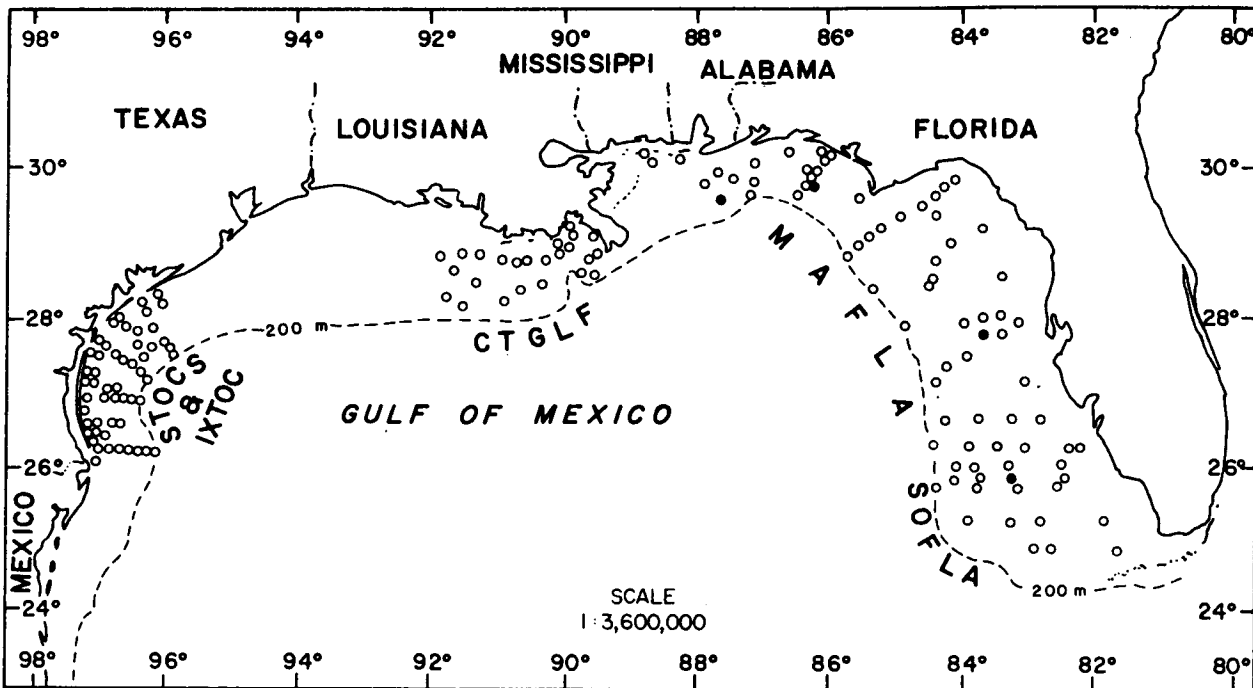 98° 96° 94° 92° 90° 88° 86° 84° 82° 80°
MISSISSIPPI ALABAMA
TEXAS LOUISIANA FLORIDA
30° 30°
28° 28°
200 m
CTGLF
MAFLA
STOCS
&
IXTOC
GULF OF MEXICO
26° 26°
SOFLA
MEXICO
200 m
24° 24°
SCALE
1:3,600,000
98° 96° 94° 92° 90° 88° 86° 84° 82° 80°